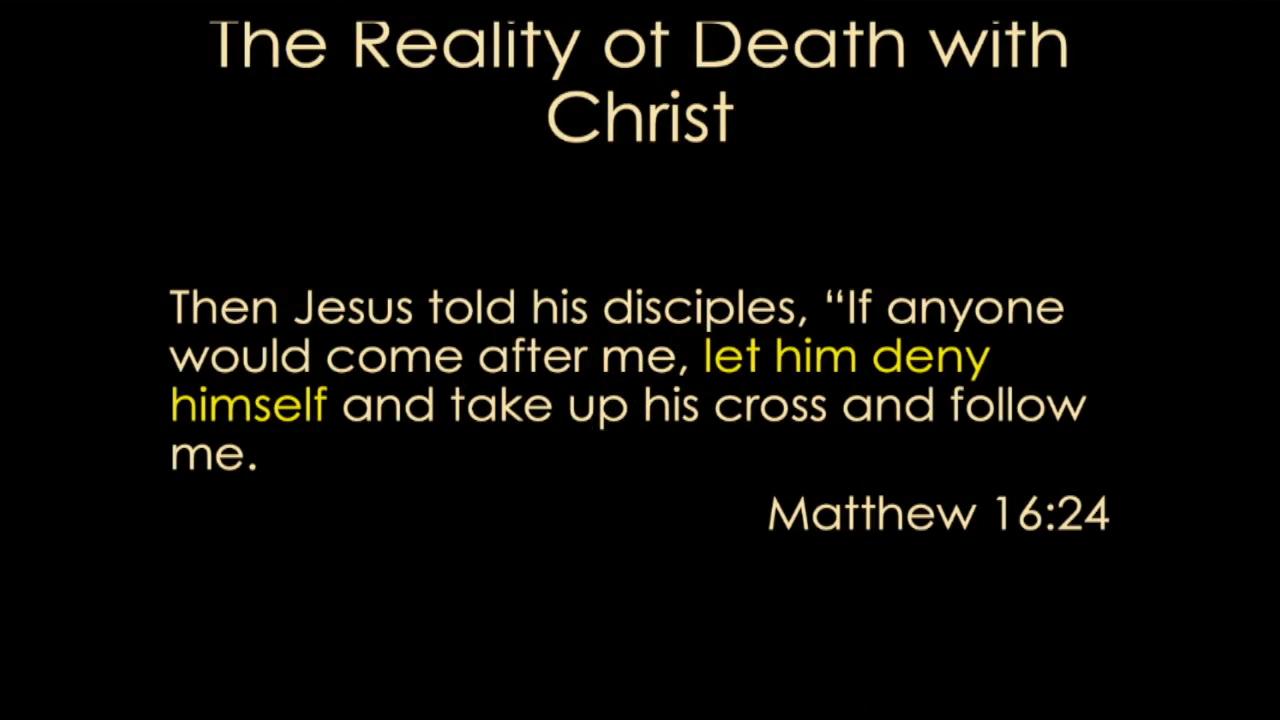 The Reality of Death with
Christ
Then Jesus told his disciples, “If anyone
would come after me, let him deny
himself and take up his cross and follow
me.
Matthew 16:24